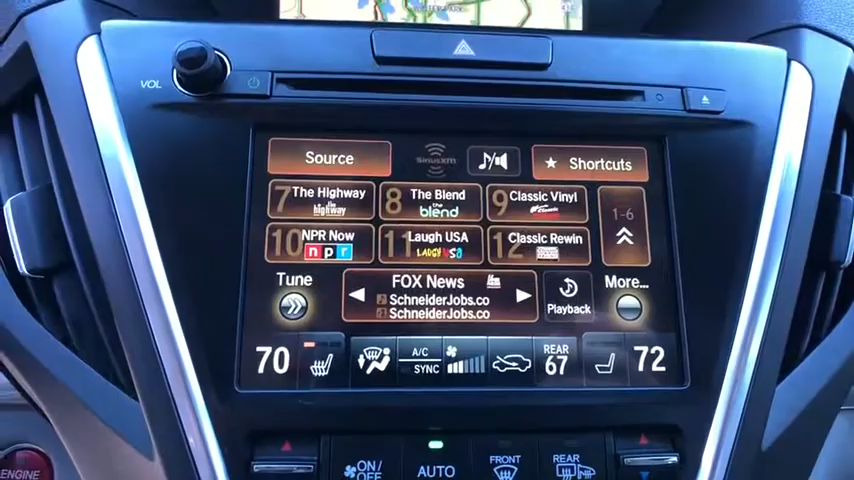 VOL
Source
SiriusXM
Shortcuts
7 The Highway
the highway
8 The Blend
the blend
9 Classic Vinyl
1-6
10 NPR Now
npr
11 Laugh USA
LAUGH USA
12 Classic Rewind
Tune
FOX News
SchneiderJobs.co
SchneiderJobs.co
Playback
More...
70
A/C
SYNC
REAR
67
72
ENGINE
ON/
OFF
AUTO
FRONT
REAR